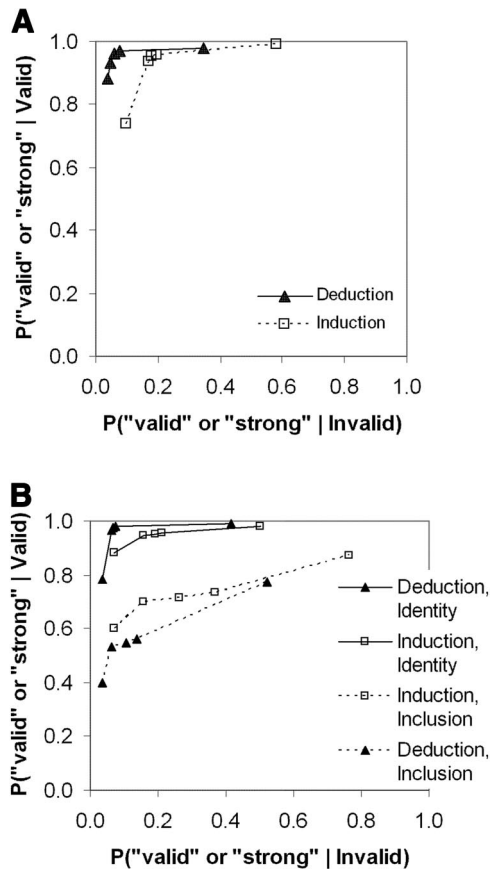 A
P("valid" or "strong" | Valid)
1.0
0.8
0.6
0.4
0.2
0.0
Deduction
Induction
0.0 0.2 0.4 0.6 0.8 1.0
P("valid" or "strong" | Invalid)
B
P("valid" or "strong" | Valid)
1.0
0.8
0.6
0.4
0.2
0.0
Deduction,
Identity
Induction,
Identity
Induction,
Inclusion
Deduction,
Inclusion
0.0 0.2 0.4 0.6 0.8 1.0
P("valid" or "strong" | Invalid)